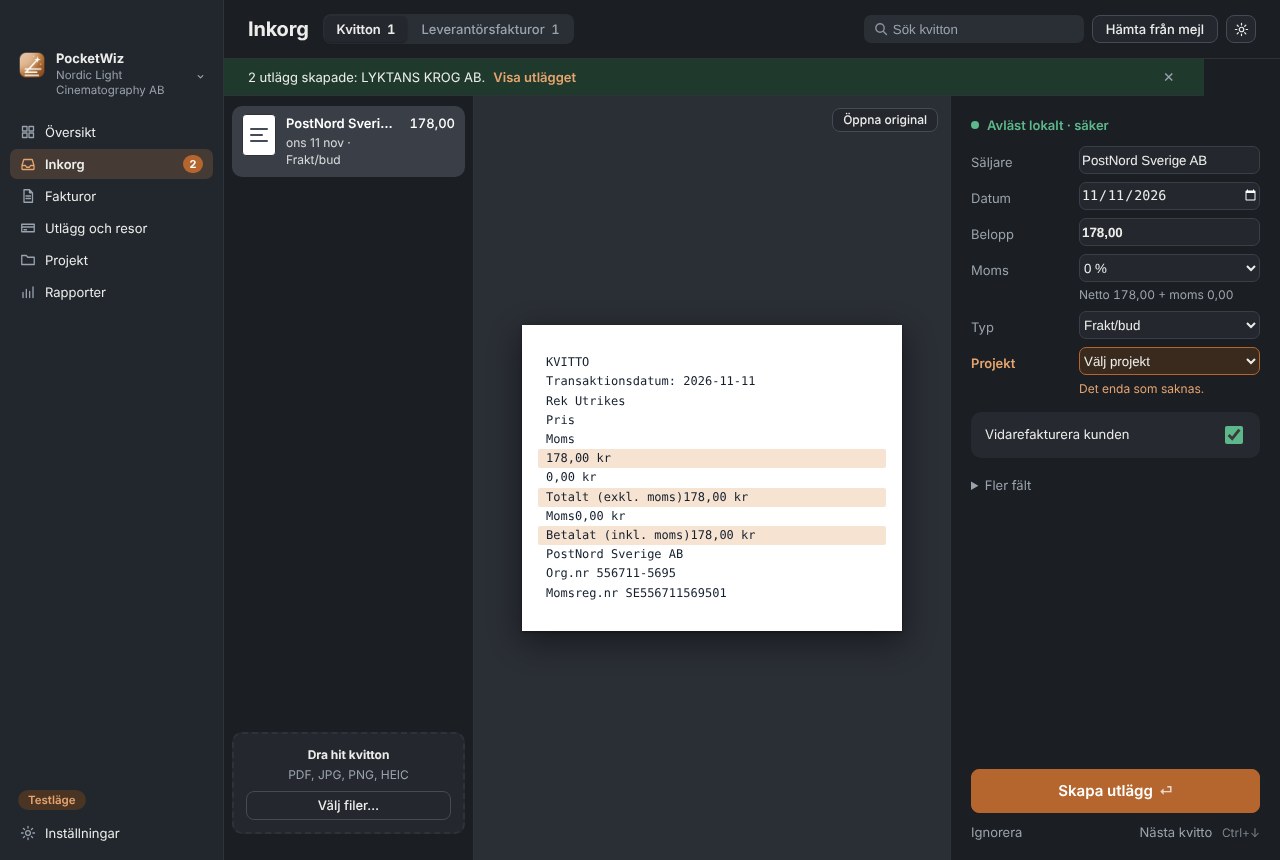 PocketWiz
Nordic Light
Cinematography AB
Översikt
Inkorg 2
Fakturor
Utlägg och resor
Projekt
Rapporter
Testläge
Inställningar
Inkorg
Kvitton 1
Leverantörsfakturor 1
Sök kvitton
Hämta från mejl
2 utlägg skapade: LYKTANS KROG AB. Visa utlägget ✕
PostNord Sveri... 178,00
ons 11 nov ·
Frakt/bud
Dra hit kvitton
PDF, JPG, PNG, HEIC
Välj filer...
Öppna original
KVITTO
Transaktionsdatum: 2026-11-11
Rek Utrikes
Pris
Moms
178,00 kr
0,00 kr
Totalt (exkl. moms)178,00 kr
Moms0,00 kr
Betalat (inkl. moms)178,00 kr
PostNord Sverige AB
Org.nr 556711-5695
Momsreg.nr SE556711569501
Avläst lokalt · säker
Säljare PostNord Sverige AB
Datum 11/11/2026
Belopp 178,00
Moms 0 %
Netto 178,00 + moms 0,00
Typ Frakt/bud
Projekt Välj projekt
Det enda som saknas.
Vidarefakturera kunden
Fler fält
Skapa utlägg ⏎
Ignorera
Nästa kvitto Ctrl+↓